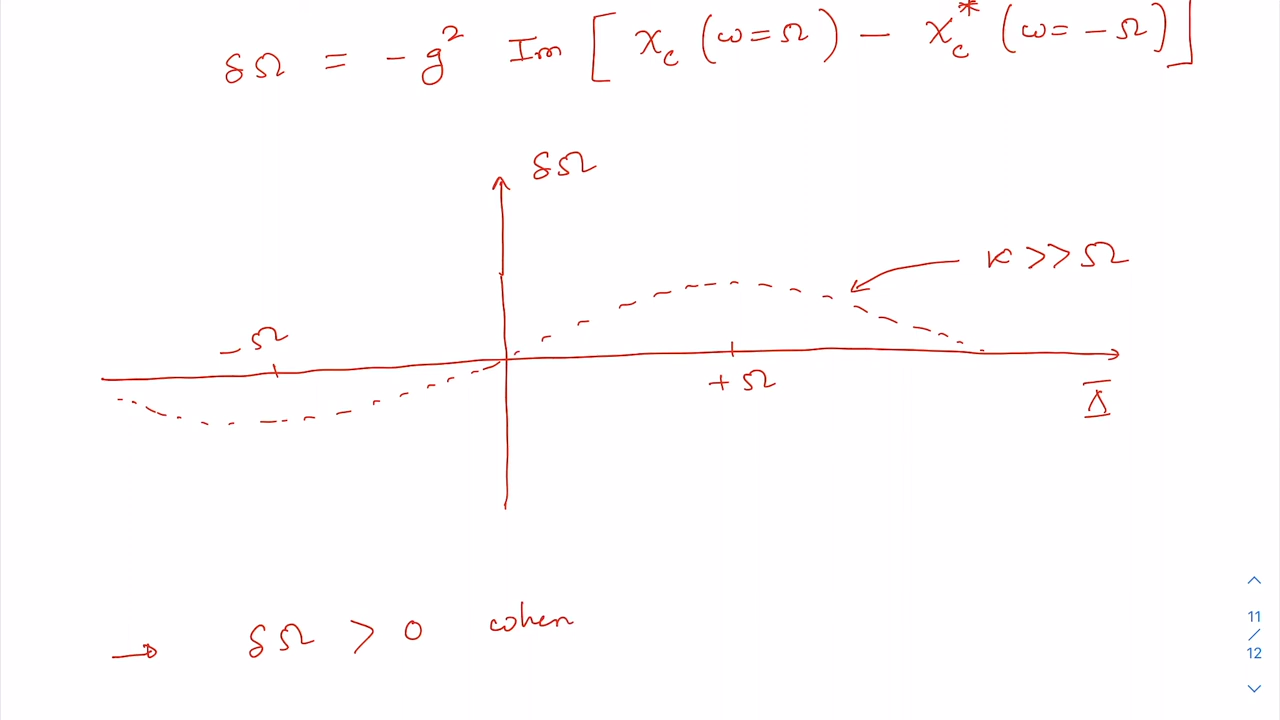 δΩ = - g² Im [ χ_c (ω = Ω) - χ_c^* (ω = - Ω) ]
δΩ
κ >> Ω
- Ω
+ Ω
Δ̅
→ δΩ > 0 when
11
/
12